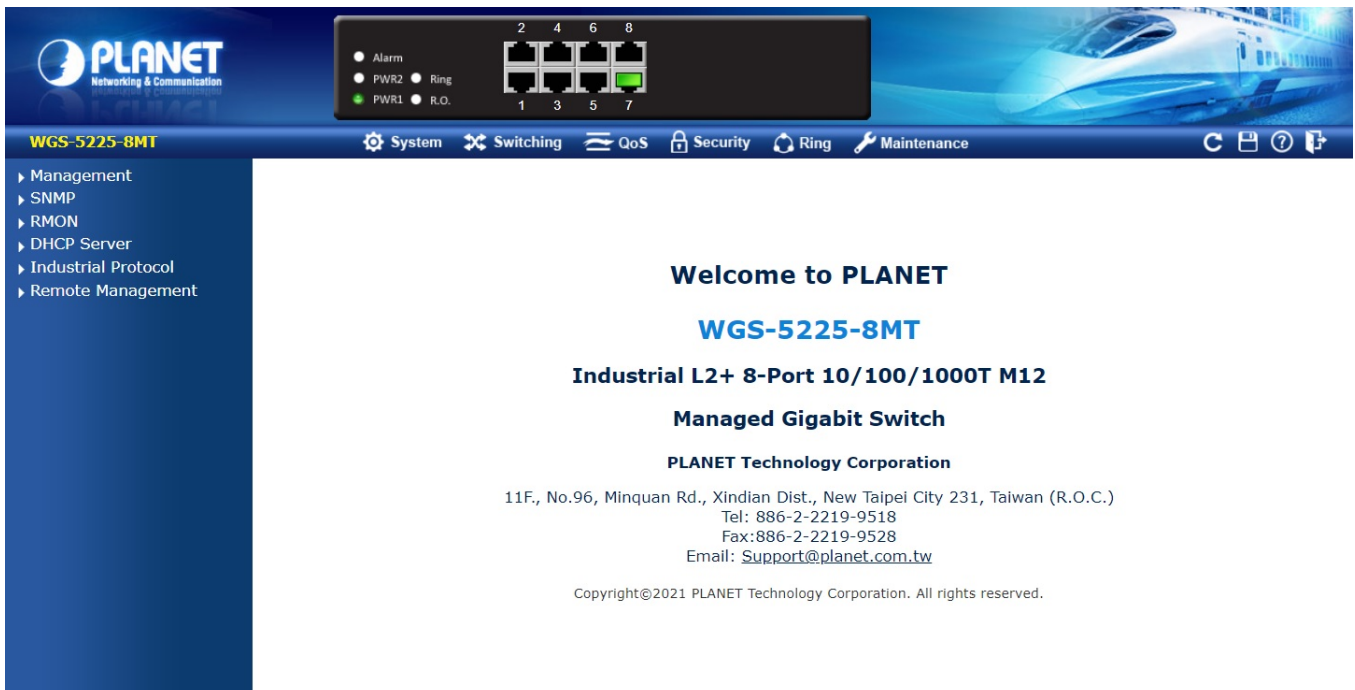 PLANET
Networking & Communication
2 4 6 8
Alarm
PWR2 Ring
PWR1 R.O.
1 3 5 7
WGS-5225-8MT
System Switching QoS Security Ring Maintenance
Management
SNMP
RMON
DHCP Server
Industrial Protocol
Remote Management
Welcome to PLANET
WGS-5225-8MT
Industrial L2+ 8-Port 10/100/1000T M12
Managed Gigabit Switch
PLANET Technology Corporation
11F., No.96, Minquan Rd., Xindian Dist., New Taipei City 231, Taiwan (R.O.C.)
Tel: 886-2-2219-9518
Fax:886-2-2219-9528
Email: Support@planet.com.tw
Copyright©2021 PLANET Technology Corporation. All rights reserved.